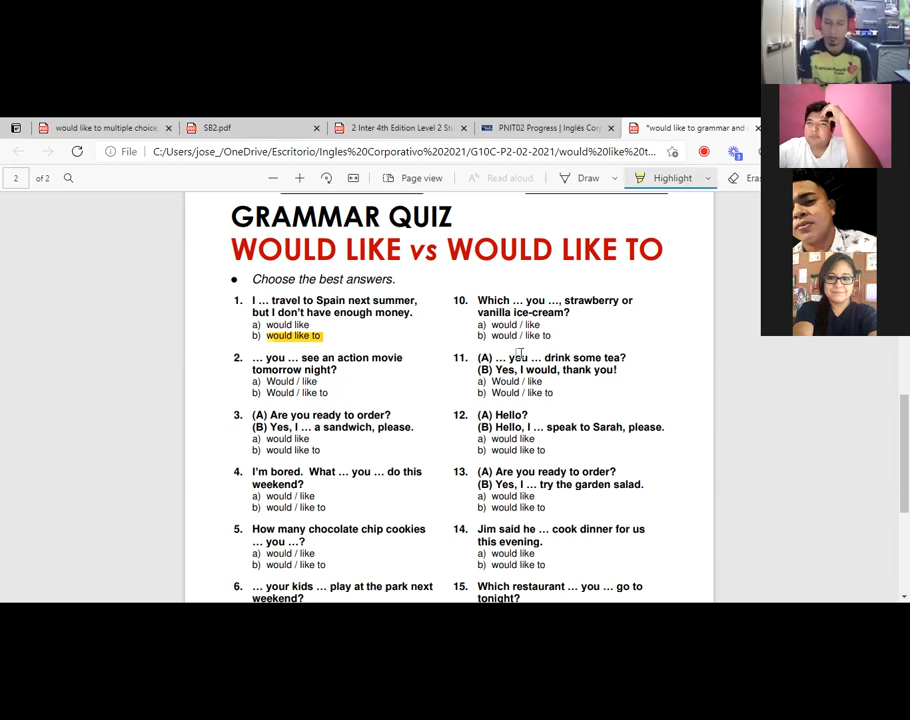 would like to multiple choice
SB2.pdf
2 Inter 4th Edition Level 2 Stu
PNIT02 Progress | Inglés Corp
*would like to grammar and
File
C:/Users/jose_/OneDrive/Escritorio/Ingles%20Corporativo%202021/G10C-P2-02-2021/would%20like%20t...
2
of 2
Page view
Read aloud
Draw
Highlight
Eras
GRAMMAR QUIZ
WOULD LIKE vs WOULD LIKE TO
● Choose the best answers.
1. I ... travel to Spain next summer,
but I don't have enough money.
a) would like
b) would like to
2. ... you ... see an action movie
tomorrow night?
a) Would / like
b) Would / like to
3. (A) Are you ready to order?
(B) Yes, I ... a sandwich, please.
a) would like
b) would like to
4. I'm bored. What ... you ... do this
weekend?
a) would / like
b) would / like to
5. How many chocolate chip cookies
... you ...?
a) would / like
b) would / like to
6. ... your kids ... play at the park next
weekend?
10. Which ... you ..., strawberry or
vanilla ice-cream?
a) would / like
b) would / like to
11. (A) ... you ... drink some tea?
(B) Yes, I would, thank you!
a) Would / like
b) Would / like to
12. (A) Hello?
(B) Hello, I ... speak to Sarah, please.
a) would like
b) would like to
13. (A) Are you ready to order?
(B) Yes, I ... try the garden salad.
a) would like
b) would like to
14. Jim said he ... cook dinner for us
this evening.
a) would like
b) would like to
15. Which restaurant ... you ... go to
tonight?